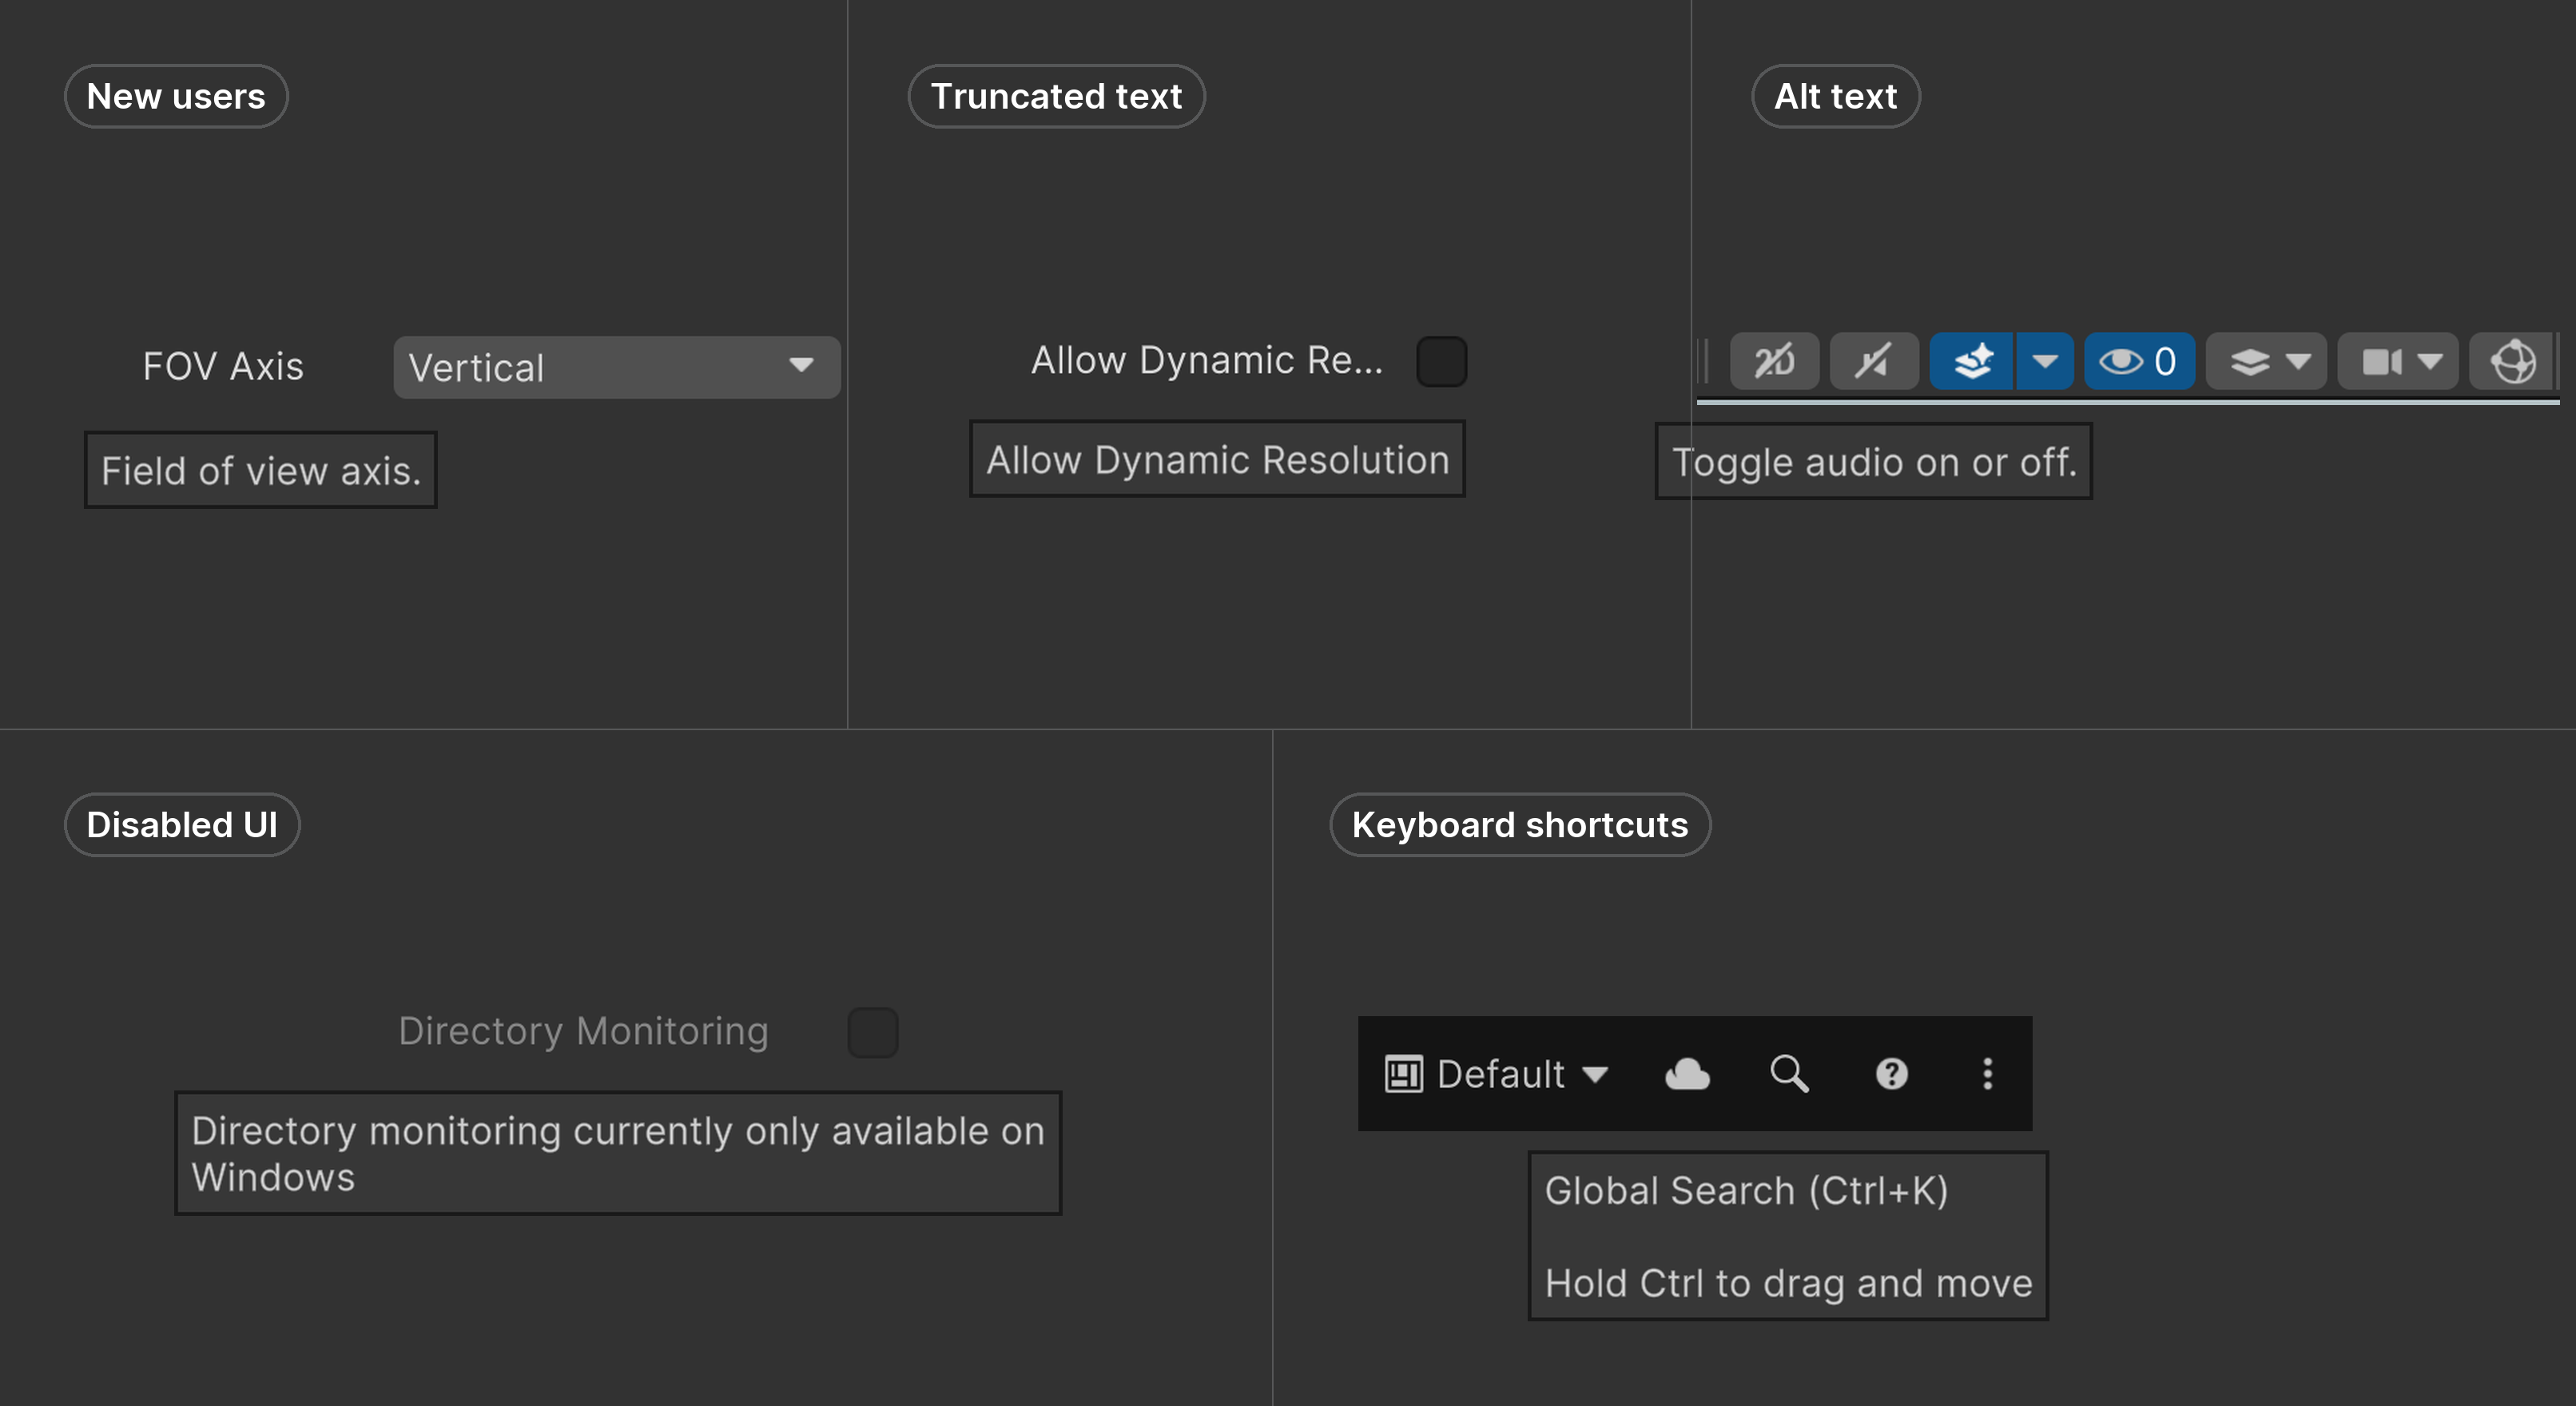 New users
FOV Axis
Vertical
Field of view axis.
Truncated text
Allow Dynamic Re...
Allow Dynamic Resolution
Alt text
2D
0
Toggle audio on or off.
Disabled UI
Directory Monitoring
Directory monitoring currently only available on
Windows
Keyboard shortcuts
Default
?
Global Search (Ctrl+K)
Hold Ctrl to drag and move